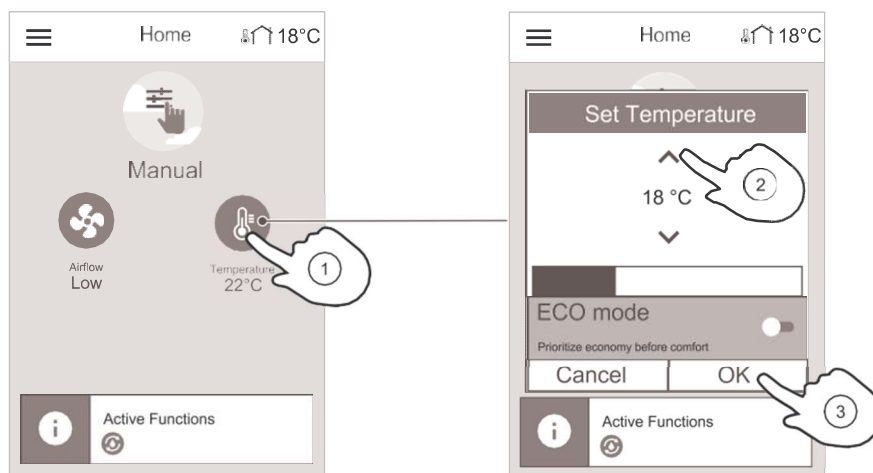 Home 18°C
Manual
Airflow
Low
Temperature
22°C
1
Active Functions
Home 18°C
Set Temperature
18 °C
2
ECO mode
Prioritize economy before comfort
Cancel OK
3
Active Functions